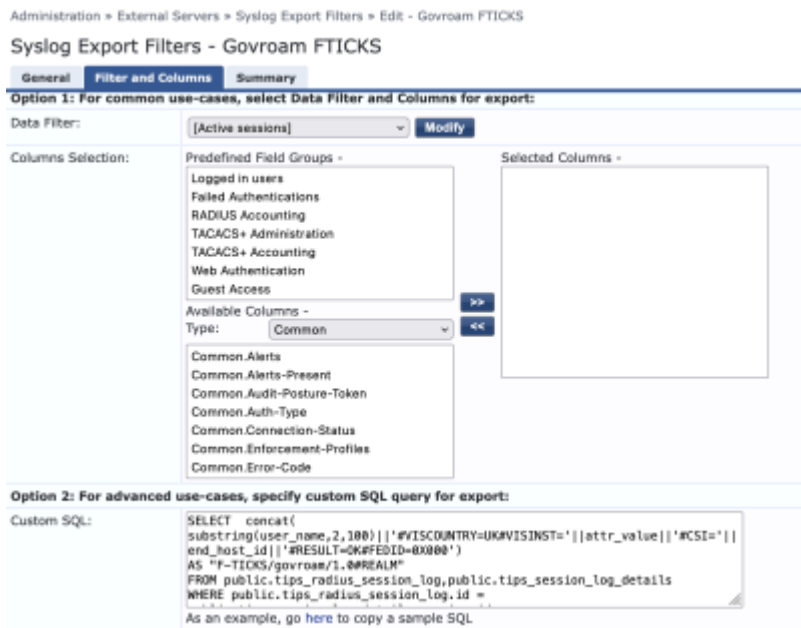 Administration » External Servers » Syslog Export Filters » Edit - Govroam FTICKS
Syslog Export Filters - Govroam FTICKS
General Filter and Columns Summary
Option 1: For common use-cases, select Data Filter and Columns for export:
Data Filter: [Active sessions] Modify
Columns Selection: Predefined Field Groups - Selected Columns -
Logged in users
Failed Authentications
RADIUS Accounting
TACACS+ Administration
TACACS+ Accounting
Web Authentication
Guest Access
>>
Available Columns -
Type: Common <<
Common.Alerts
Common.Alerts-Present
Common.Audit-Posture-Token
Common.Auth-Type
Common.Connection-Status
Common.Enforcement-Profiles
Common.Error-Code
Option 2: For advanced use-cases, specify custom SQL query for export:
Custom SQL: SELECT concat(
substring(user_name,2,100)||'#VISCOUNTRY=UK#VISINST='||attr_value||'#CSI='||
end_host_id||'#RESULT=OK#FEDID=0X000')
AS "F-TICKS/govroam/1.0#REALM"
FROM public.tips_radius_session_log,public.tips_session_log_details
WHERE public.tips_radius_session_log.id =
As an example, go here to copy a sample SQL